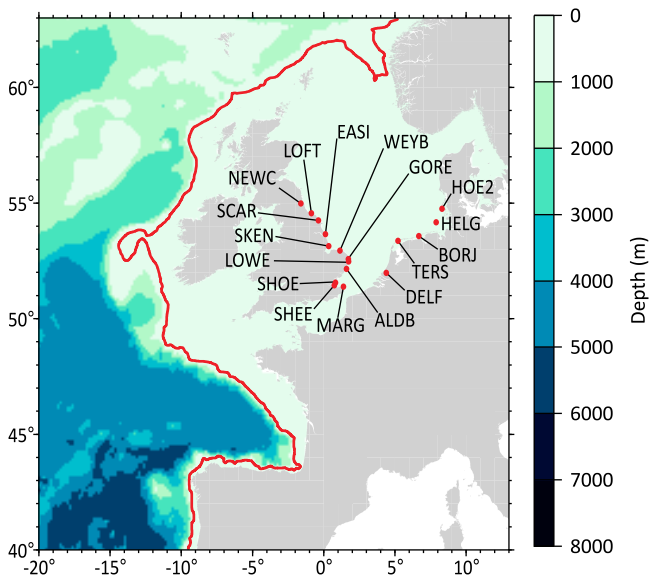 60°
55°
50°
45°
40°
-20°
-15°
-10°
-5°
0°
5°
10°
EASI
WEYB
LOFT
GORE
NEWC
HOE2
SCAR
HELG
SKEN
BORJ
LOWE
TERS
SHOE
DELF
SHEE
MARG
ALDB
0
1000
2000
3000
4000
5000
6000
7000
8000
Depth (m)